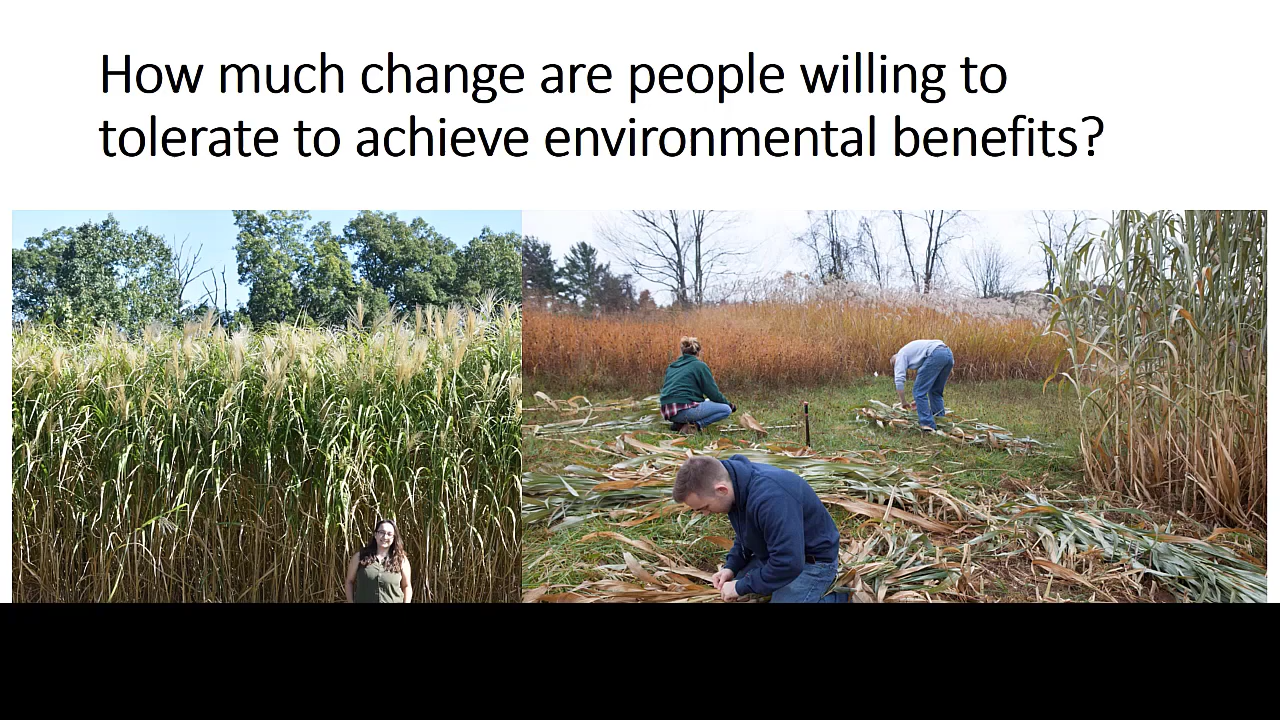 How much change are people willing to
tolerate to achieve environmental benefits?